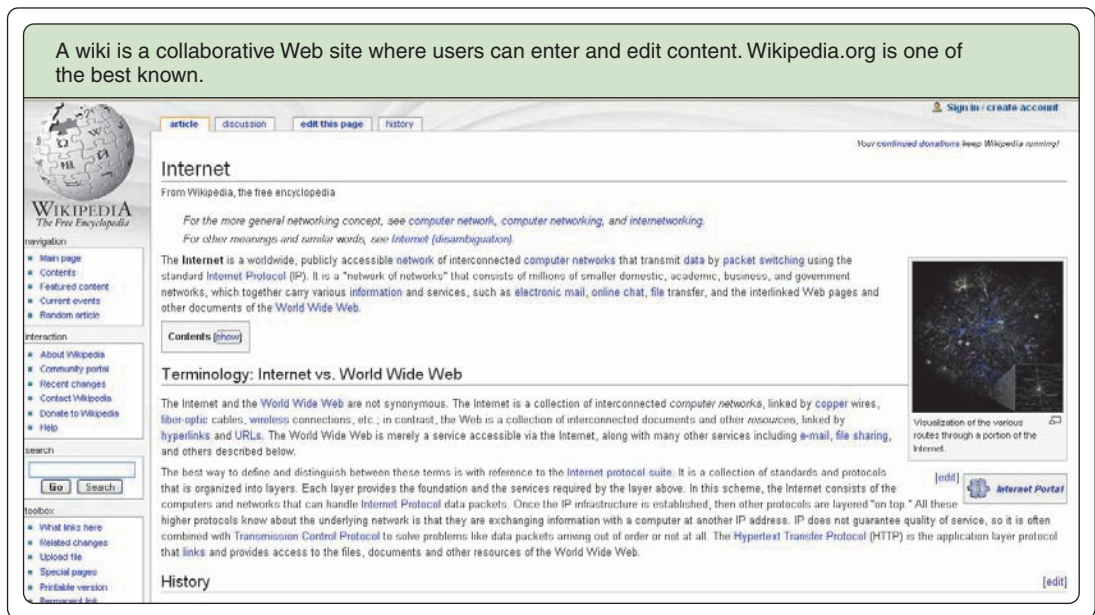 A wiki is a collaborative Web site where users can enter and edit content. Wikipedia.org is one of
the best known.
Sign in / create account
article discussion edit this page history
Your continued donations keep Wikipedia running!
WIKIPEDIA
The Free Encyclopedia
navigation
Main page
Contents
Featured content
Current events
Random article
interaction
About Wikipedia
Community portal
Recent changes
Contact Wikipedia
Donate to Wikipedia
Help
search
Go Search
toolbox
What links here
Related changes
Upload file
Special pages
Printable version
Permanent link
Internet
From Wikipedia, the free encyclopedia
For the more general networking concept, see computer network, computer networking, and internetworking.
For other meanings and similar words, see Internet (disambiguation).
The Internet is a worldwide, publicly accessible network of interconnected computer networks that transmit data by packet switching using the
standard Internet Protocol (IP). It is a "network of networks" that consists of millions of smaller domestic, academic, business, and government
networks, which together carry various information and services, such as electronic mail, online chat, file transfer, and the interlinked Web pages and
other documents of the World Wide Web.
Contents [show]
Terminology: Internet vs. World Wide Web
The Internet and the World Wide Web are not synonymous. The Internet is a collection of interconnected computer networks, linked by copper wires,
fiber-optic cables, wireless connections, etc.; in contrast, the Web is a collection of interconnected documents and other resources, linked by
hyperlinks and URLs. The World Wide Web is merely a service accessible via the Internet, along with many other services including e-mail, file sharing,
and others described below.
Visualization of the various
routes through a portion of the
Internet.
[edit]
Internet Portal
The best way to define and distinguish between these terms is with reference to the Internet protocol suite. It is a collection of standards and protocols
that is organized into layers. Each layer provides the foundation and the services required by the layer above. In this scheme, the Internet consists of the
computers and networks that can handle Internet Protocol data packets. Once the IP infrastructure is established, then other protocols are layered "on top." All these
higher protocols know about the underlying network is that they are exchanging information with a computer at another IP address. IP does not guarantee quality of service, so it is often
combined with Transmission Control Protocol to solve problems like data packets arriving out of order or not at all. The Hypertext Transfer Protocol (HTTP) is the application layer protocol
that links and provides access to the files, documents and other resources of the World Wide Web.
History [edit]